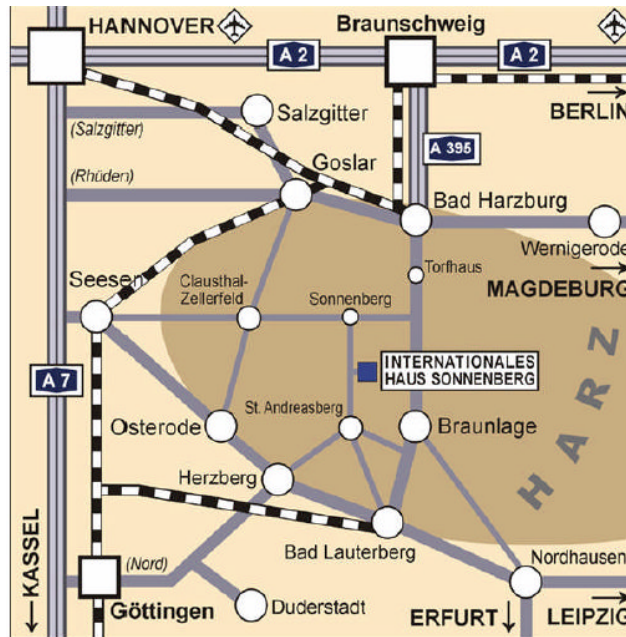 HANNOVER
Braunschweig
A 2
A 2
BERLIN
(Salzgitter)
Salzgitter
A 395
Goslar
(Rhüden)
Bad Harzburg
Wernigerode
Torfhaus
MAGDEBURG
Seesen
Clausthal-
Zellerfeld
Sonnenberg
INTERNATIONALES
HAUS SONNENBERG
A 7
HARZ
St. Andreasberg
Osterode
Braunlage
Herzberg
Bad Lauterberg
Nordhausen
KASSEL
(Nord)
Göttingen
Duderstadt
ERFURT
LEIPZIG